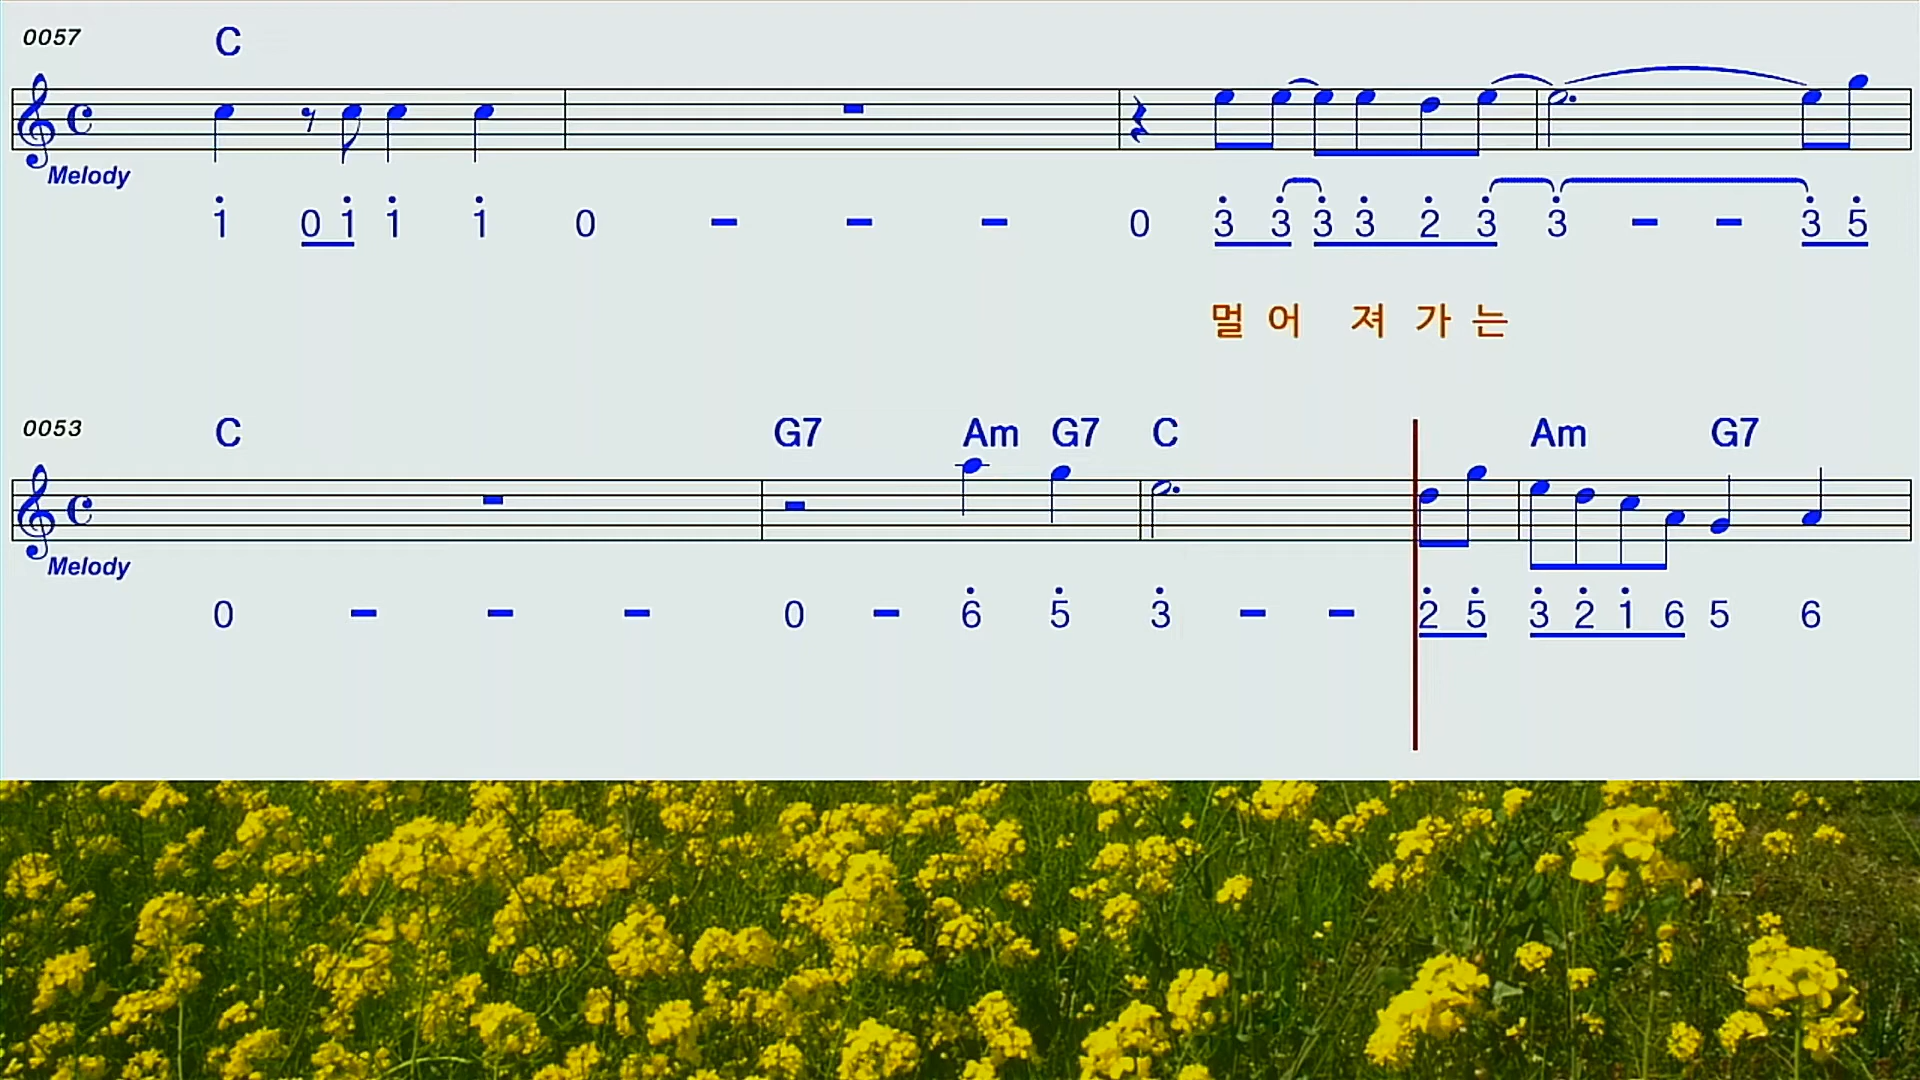 0057 C
Melody
1 0 1 1 1 0 - - - 0 3 3 3 3 2 3 3 - - 3 5
멀 어 져 가 는
0053 C G7 Am G7 C Am G7
Melody
0 - - - 0 - 6 5 3 - - 2 5 3 2 1 6 5 6